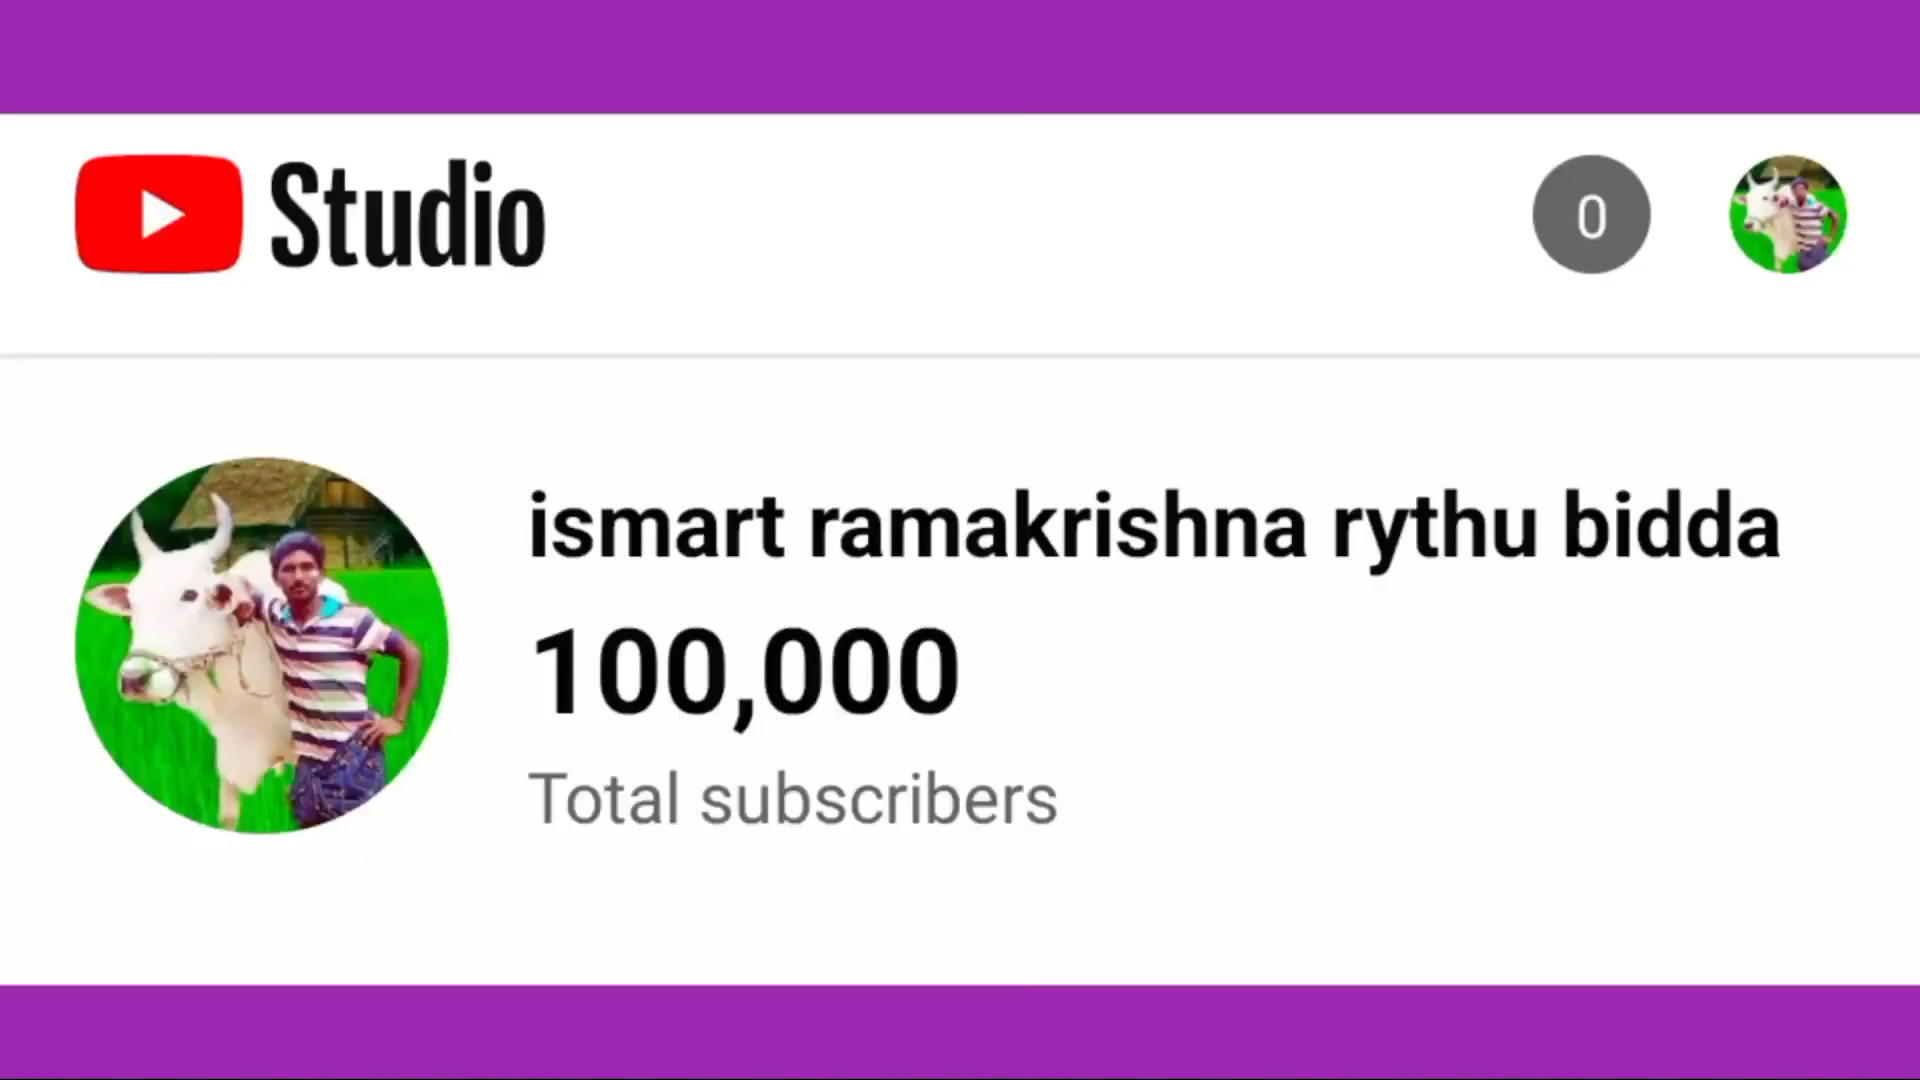 Studio
0
ismart ramakrishna rythu bidda
100,000
Total subscribers